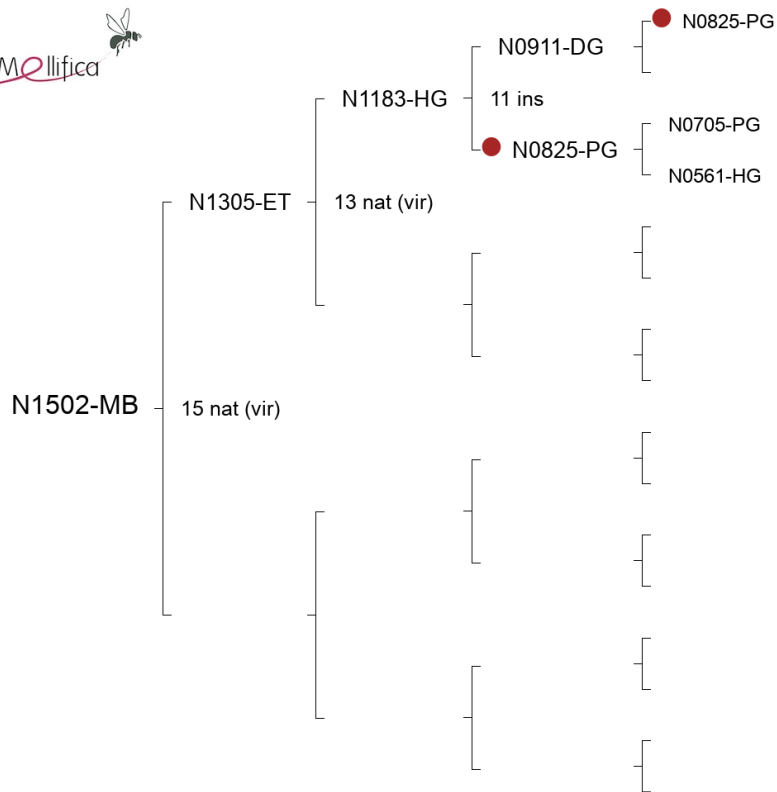 Mellifica
N0825-PG
N0911-DG
N1183-HG
11 ins
N0705-PG
N0825-PG
N0561-HG
N1305-ET
13 nat (vir)
N1502-MB
15 nat (vir)